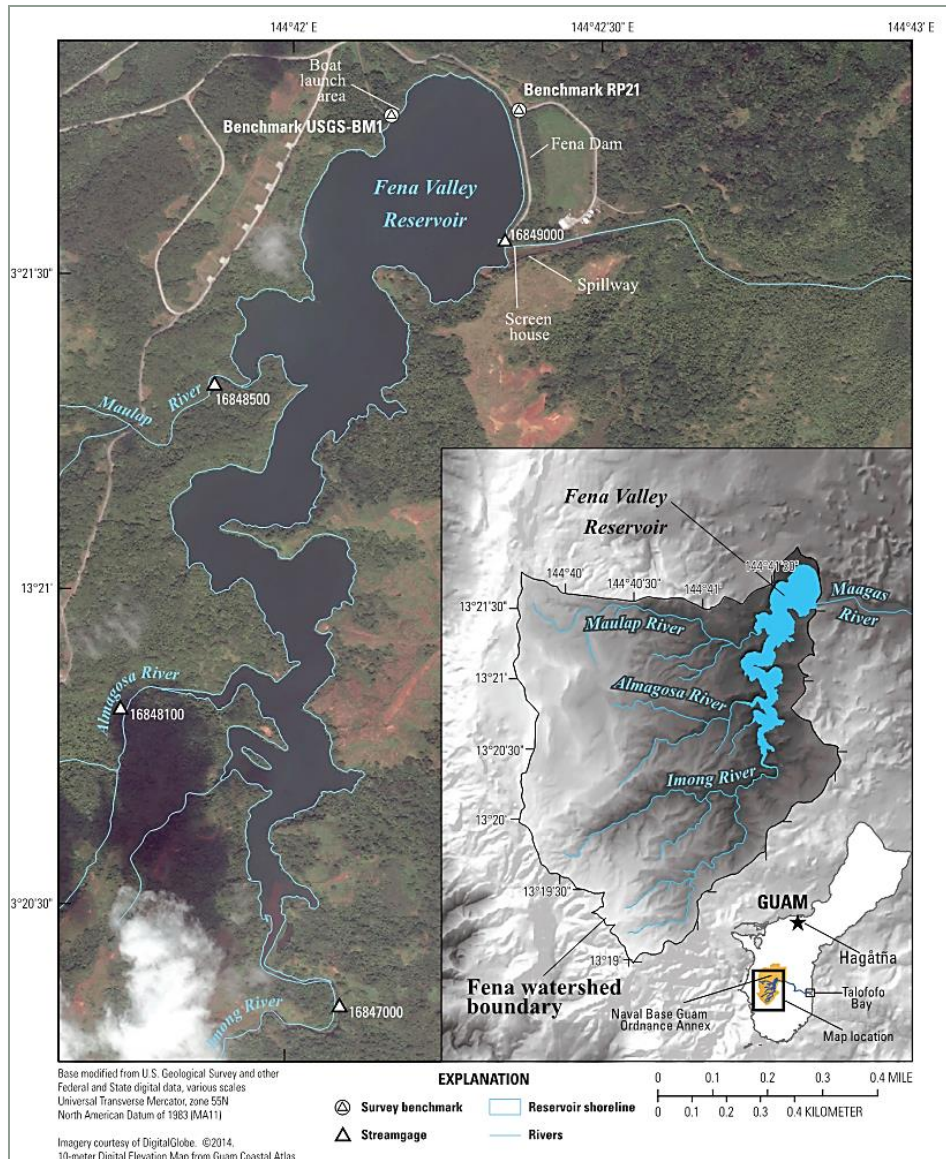 144°42' E
144°42'30" E
144°43' E
Boat
launch
area
Benchmark RP21
Benchmark USGS-BM1
Fena Dam
Fena Valley
Reservoir
16849000
3°21'30"
Spillway
Screen
house
16848500
Maulap River
13°21'
Almagosa River
16848100
3°20'30"
Imong River
16847000
Fena Valley
Reservoir
144°40'
144°40'30"
144°41'
144°41'30"
13°21'30"
Maulap River
Maagas
River
13°21'
Almagosa River
13°20'30"
Imong River
13°20'
13°19'30"
13°19'
GUAM
Hagåtña
Fena watershed
boundary
Naval Base Guam
Ordnance Annex
Talofofo
Bay
Map location
Base modified from U.S. Geological Survey and other
Federal and State digital data, various scales
Universal Transverse Mercator, zone 55N
North American Datum of 1983 (MA11)
Imagery courtesy of DigitalGlobe. ©2014.
10-meter Digital Elevation Map from Guam Coastal Atlas
EXPLANATION
Survey benchmark
Reservoir shoreline
Streamgage
Rivers
0 0.1 0.2 0.3 0.4 MILE
0 0.1 0.2 0.3 0.4 KILOMETER